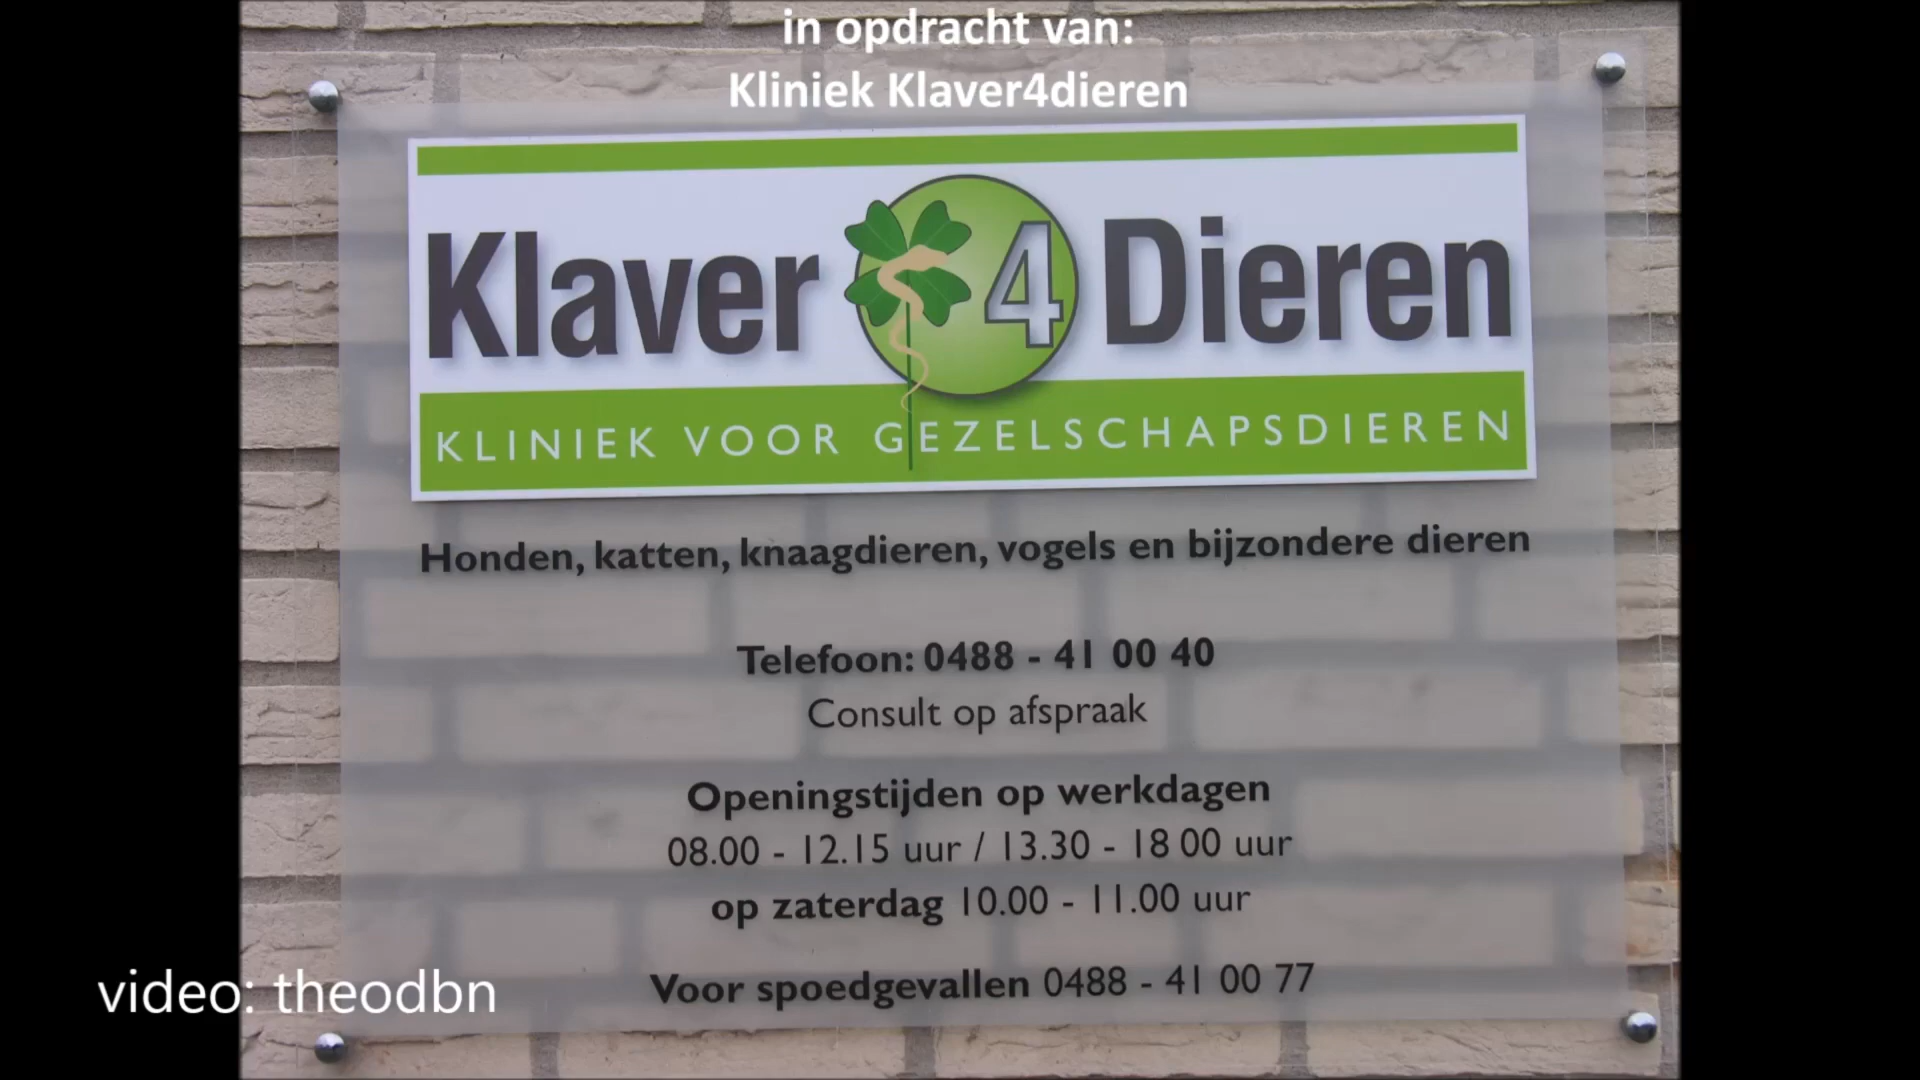 in opdracht van:
Kliniek Klaver4dieren
Klaver 4 Dieren
KLINIEK VOOR GEZELSCHAPSDIEREN
Honden, katten, knaagdieren, vogels en bijzondere dieren
Telefoon: 0488 - 41 00 40
Consult op afspraak
Openingstijden op werkdagen
08.00 - 12.15 uur / 13.30 - 18 00 uur
op zaterdag 10.00 - 11.00 uur
Voor spoedgevallen 0488 - 41 00 77
video: theodbn